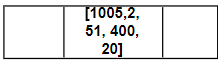 [1005,2,
51, 400,
20]